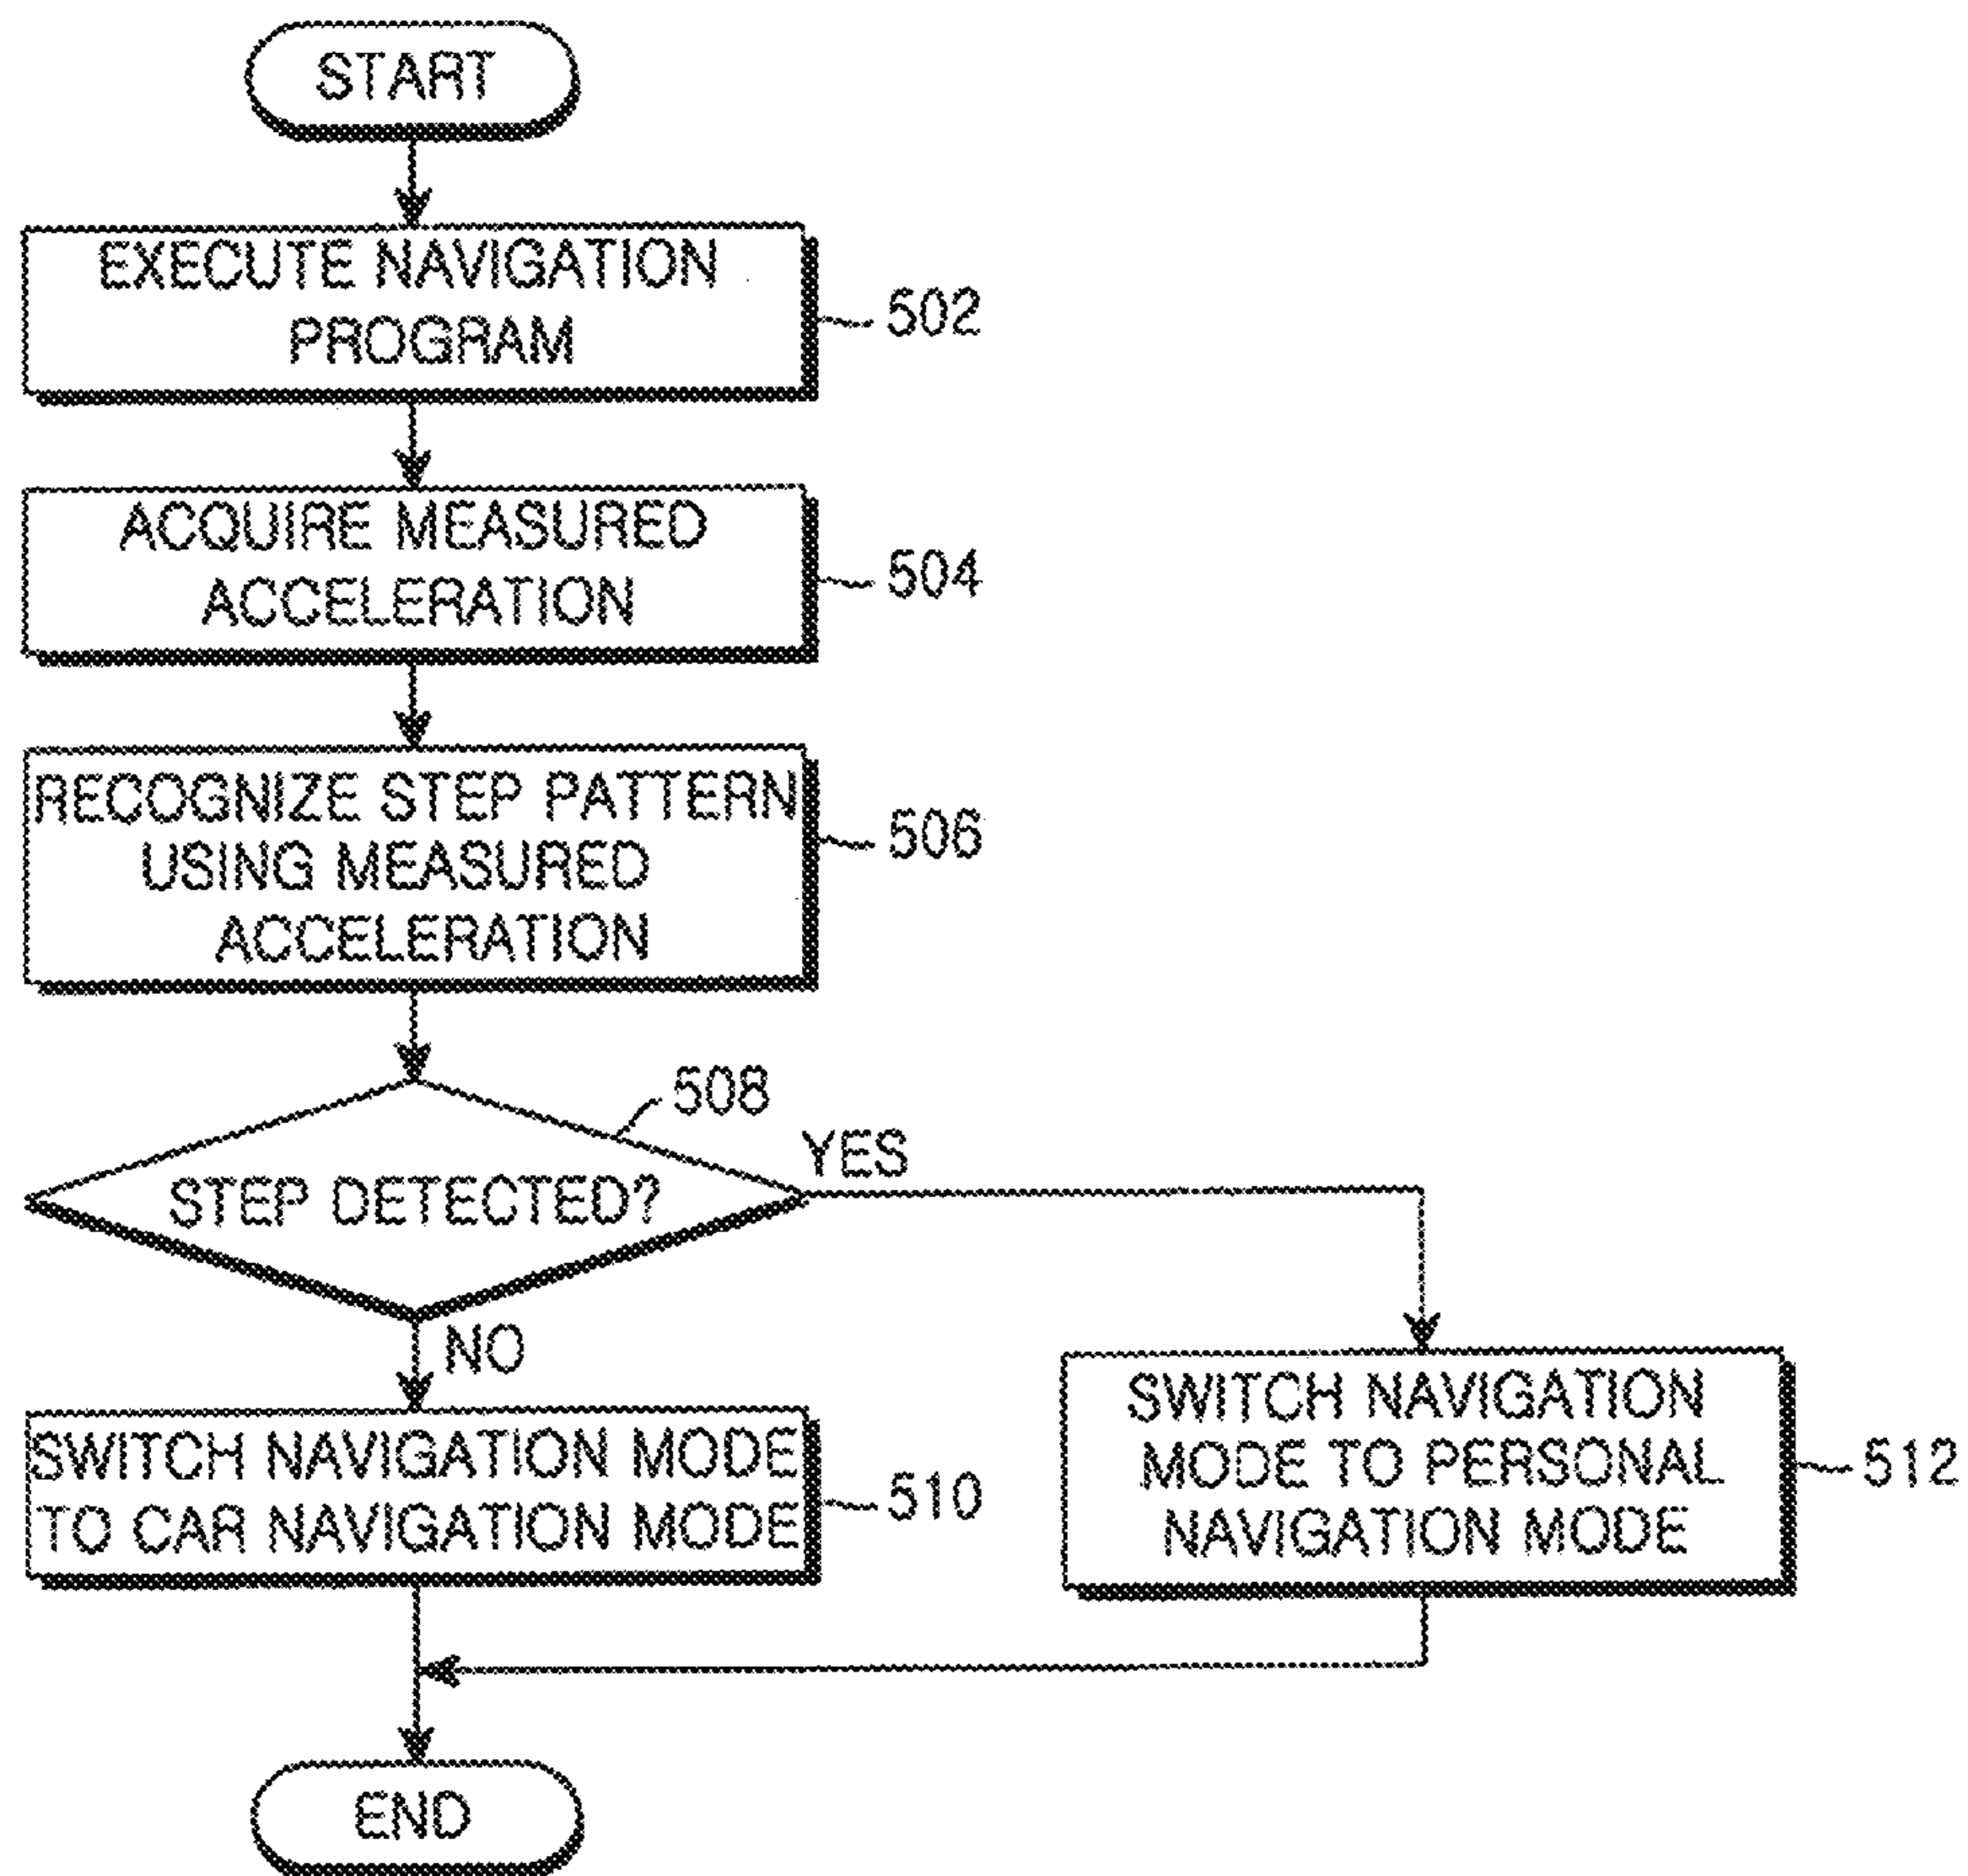 START
EXECUTE NAVIGATION
PROGRAM
502
ACQUIRE MEASURED
ACCELERATION
504
RECOGNIZE STEP PATTERN
USING MEASURED
ACCELERATION
506
508
STEP DETECTED?
YES
NO
SWITCH NAVIGATION MODE
TO CAR NAVIGATION MODE
510
SWITCH NAVIGATION
MODE TO PERSONAL
NAVIGATION MODE
512
END